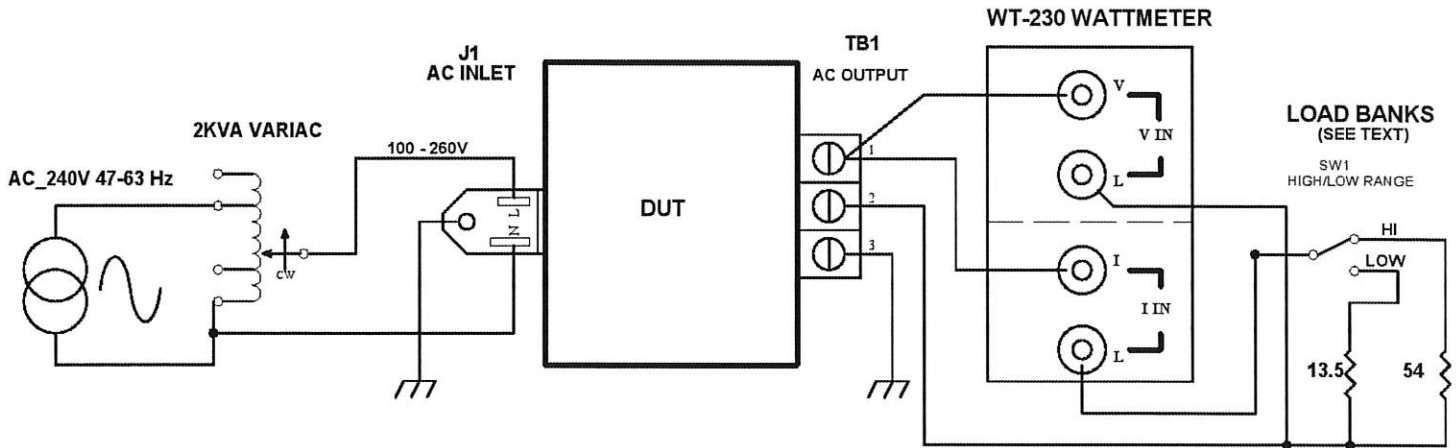 WT-230 WATTMETER
J1
AC INLET
TB1
AC OUTPUT
V
V IN
L
LOAD BANKS
(SEE TEXT)
SW1
HIGH/LOW RANGE
2KVA VARIAC
100 - 260V
AC_240V 47-63 Hz
CW
L
N
DUT
1
2
3
I
I IN
L
HI
LOW
13.5
54